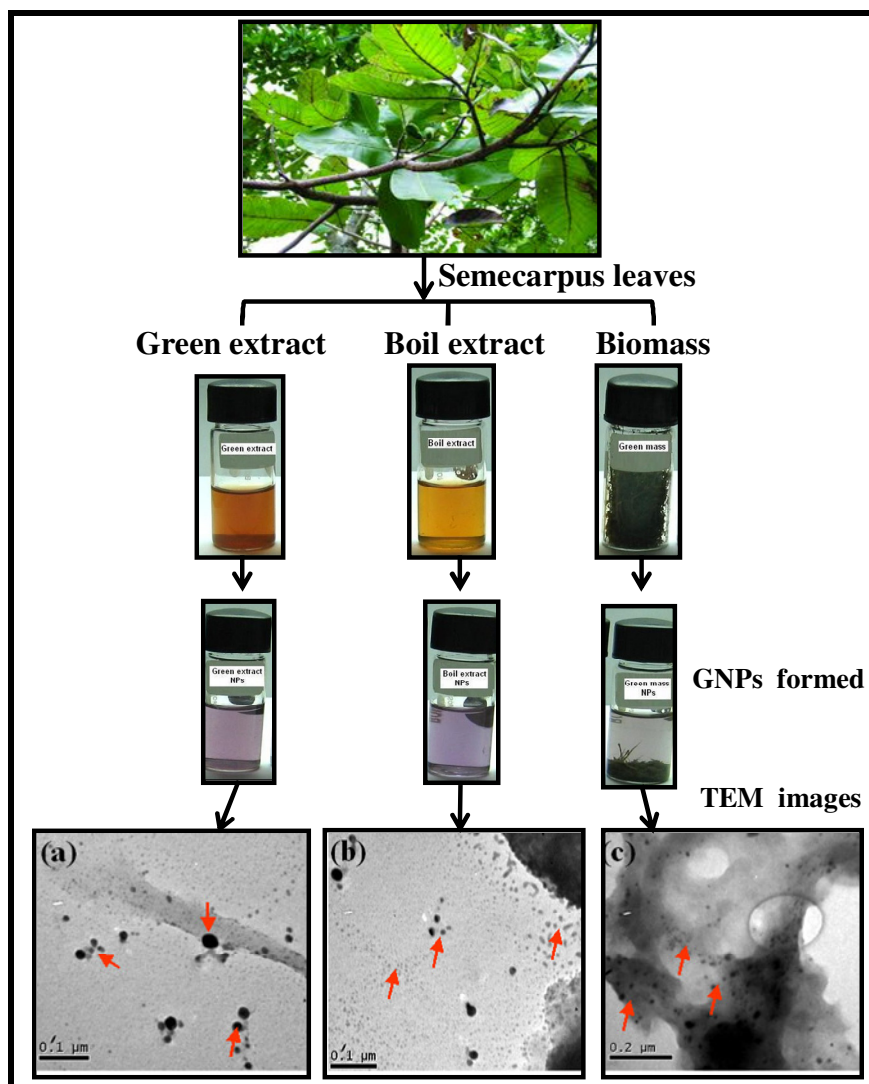 Semecarpus leaves
Green extract Boil extract Biomass
Green extract
Boil extract
Green mass
Green extract
NPs
Boil extract
NPs
Green mass
NPs
GNPs formed
TEM images
(a)
(b)
(c)
0.1 µm
0.1 µm
0.2 µm